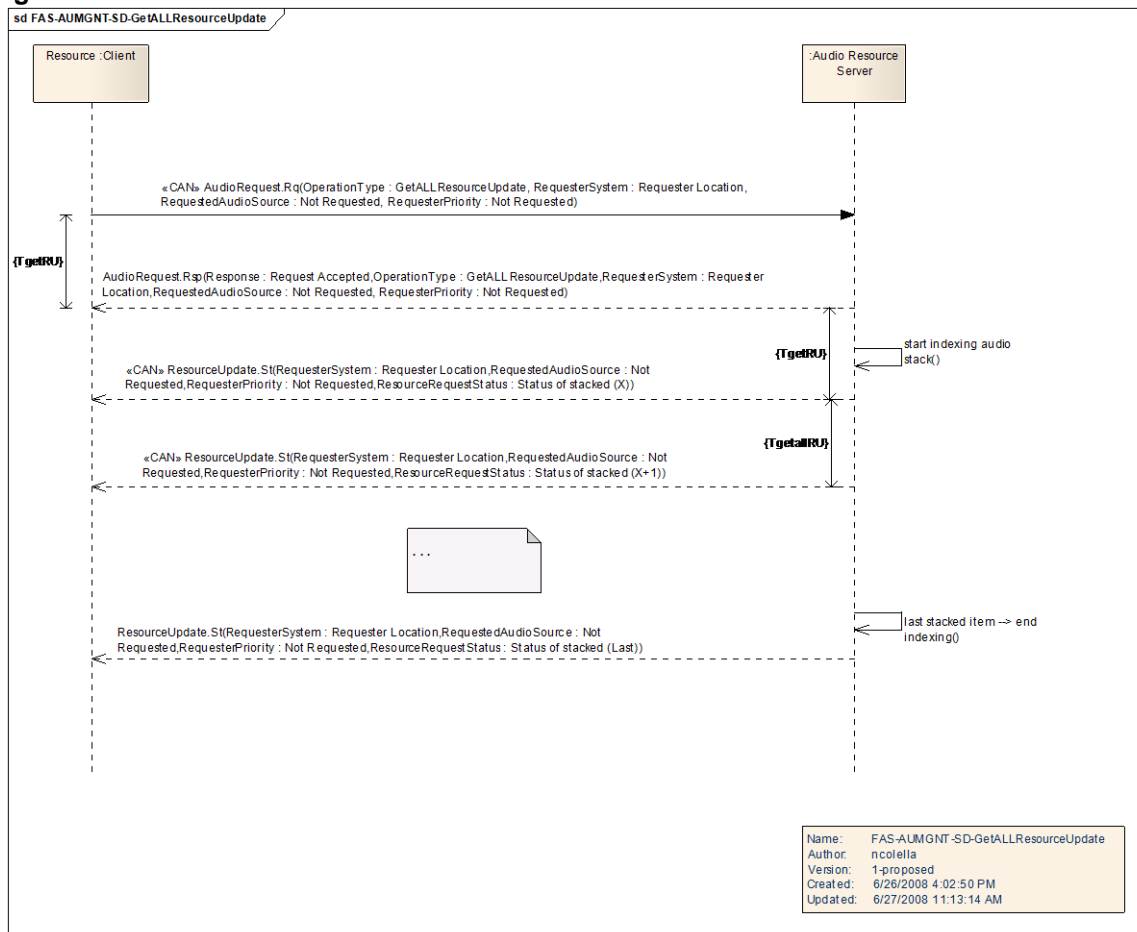 sd FAS-AUMGNT-SD-GetALLResourceUpdate
Resource :Client
:Audio Resource
Server
«CAN» AudioRequest.Rq(OperationType : GetALLResourceUpdate, RequesterSystem : Requester Location,
RequestedAudioSource : Not Requested, RequesterPriority : Not Requested)
{TgetRU}
AudioRequest.Rsp(Response : Request Accepted,OperationType : GetALLResourceUpdate,RequesterSystem : Requester
Location,RequestedAudioSource : Not Requested, RequesterPriority : Not Requested)
{TgetRU}
start indexing audio
stack()
«CAN» ResourceUpdate.St(RequesterSystem : Requester Location,RequestedAudioSource : Not
Requested,RequesterPriority : Not Requested,ResourceRequestStatus : Status of stacked (X))
{TgetallRU}
«CAN» ResourceUpdate.St(RequesterSystem : Requester Location,RequestedAudioSource : Not
Requested,RequesterPriority : Not Requested,ResourceRequestStatus : Status of stacked (X+1))
...
last stacked item --> end
indexing()
ResourceUpdate.St(RequesterSystem : Requester Location,RequestedAudioSource : Not
Requested,RequesterPriority : Not Requested,ResourceRequestStatus : Status of stacked (Last))
Name: FAS-AUMGNT-SD-GetALLResourceUpdate
Author: ncolella
Version: 1-proposed
Created: 6/26/2008 4:02:50 PM
Updated: 6/27/2008 11:13:14 AM